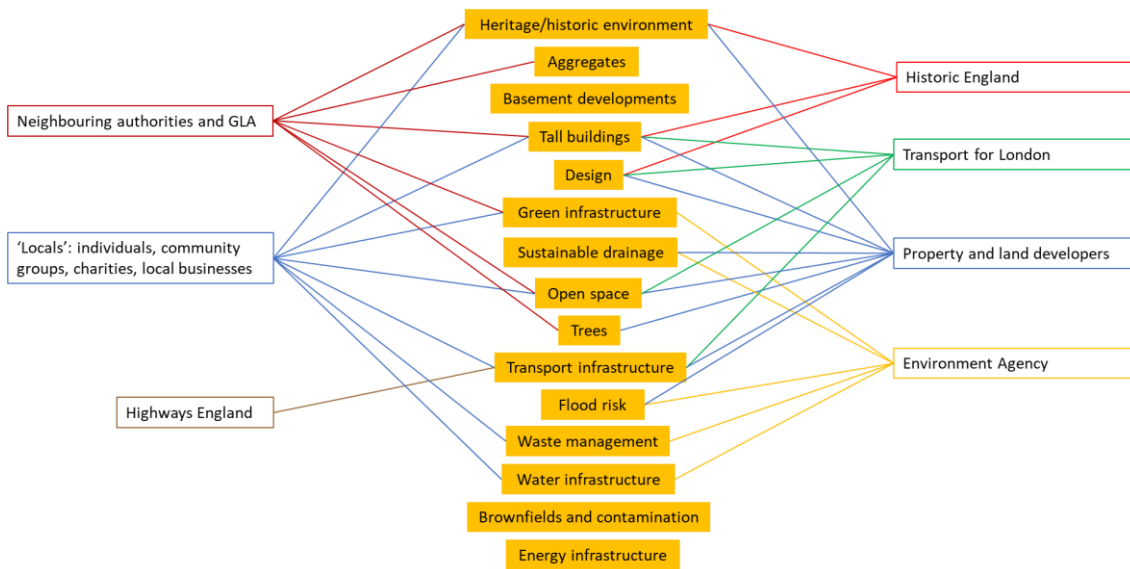 Heritage/historic environment
Aggregates
Basement developments
Tall buildings
Design
Green infrastructure
Sustainable drainage
Open space
Trees
Transport infrastructure
Flood risk
Waste management
Water infrastructure
Brownfields and contamination
Energy infrastructure
Neighbouring authorities and GLA
‘Locals’: individuals, community
groups, charities, local businesses
Highways England
Historic England
Transport for London
Property and land developers
Environment Agency